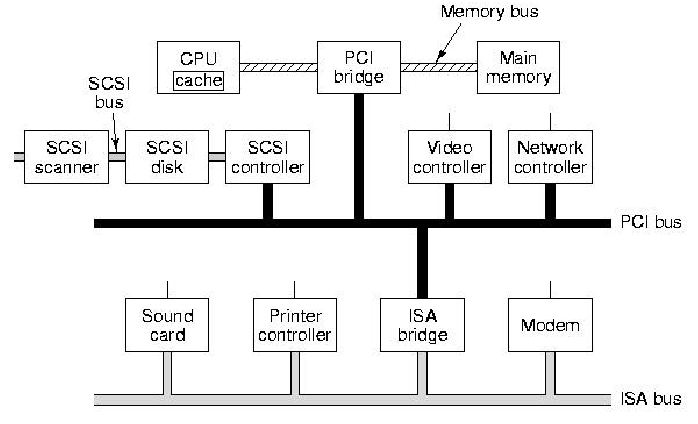 Memory bus
CPU
cache
PCI
bridge
Main
memory
SCSI
bus
SCSI
scanner
SCSI
disk
SCSI
controller
Video
controller
Network
controller
PCI bus
Sound
card
Printer
controller
ISA
bridge
Modem
ISA bus